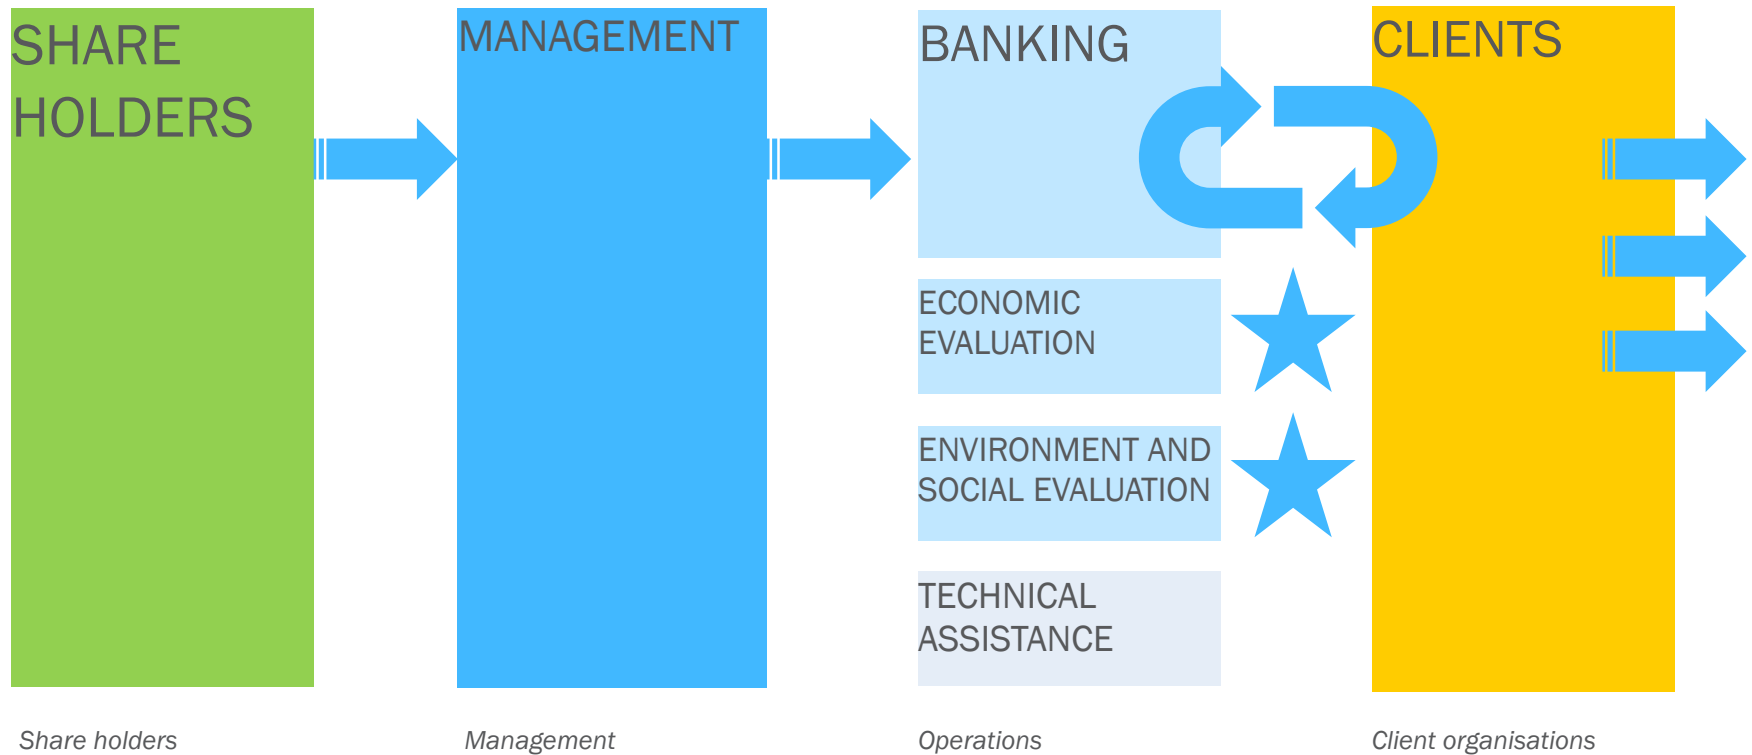 SHARE
HOLDERS
MANAGEMENT
BANKING
CLIENTS
ECONOMIC
EVALUATION
ENVIRONMENT AND
SOCIAL EVALUATION
TECHNICAL
ASSISTANCE
Share holders
Management
Operations
Client organisations